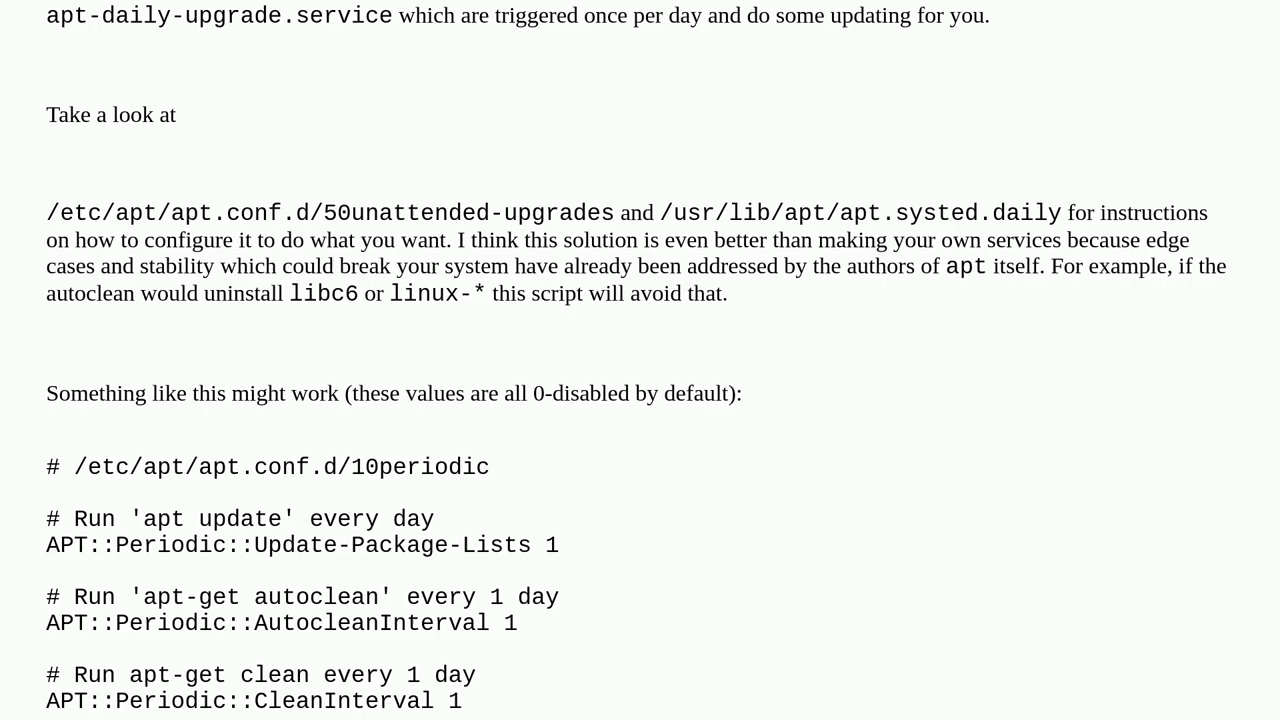 apt-daily-upgrade.service which are triggered once per day and do some updating for you.
Take a look at
/etc/apt/apt.conf.d/50unattended-upgrades and /usr/lib/apt/apt.systed.daily for instructions
on how to configure it to do what you want. I think this solution is even better than making your own services because edge
cases and stability which could break your system have already been addressed by the authors of apt itself. For example, if the
autoclean would uninstall libc6 or linux-* this script will avoid that.
Something like this might work (these values are all 0-disabled by default):
# /etc/apt/apt.conf.d/10periodic
# Run 'apt update' every day
APT::Periodic::Update-Package-Lists 1
# Run 'apt-get autoclean' every 1 day
APT::Periodic::AutocleanInterval 1
# Run apt-get clean every 1 day
APT::Periodic::CleanInterval 1